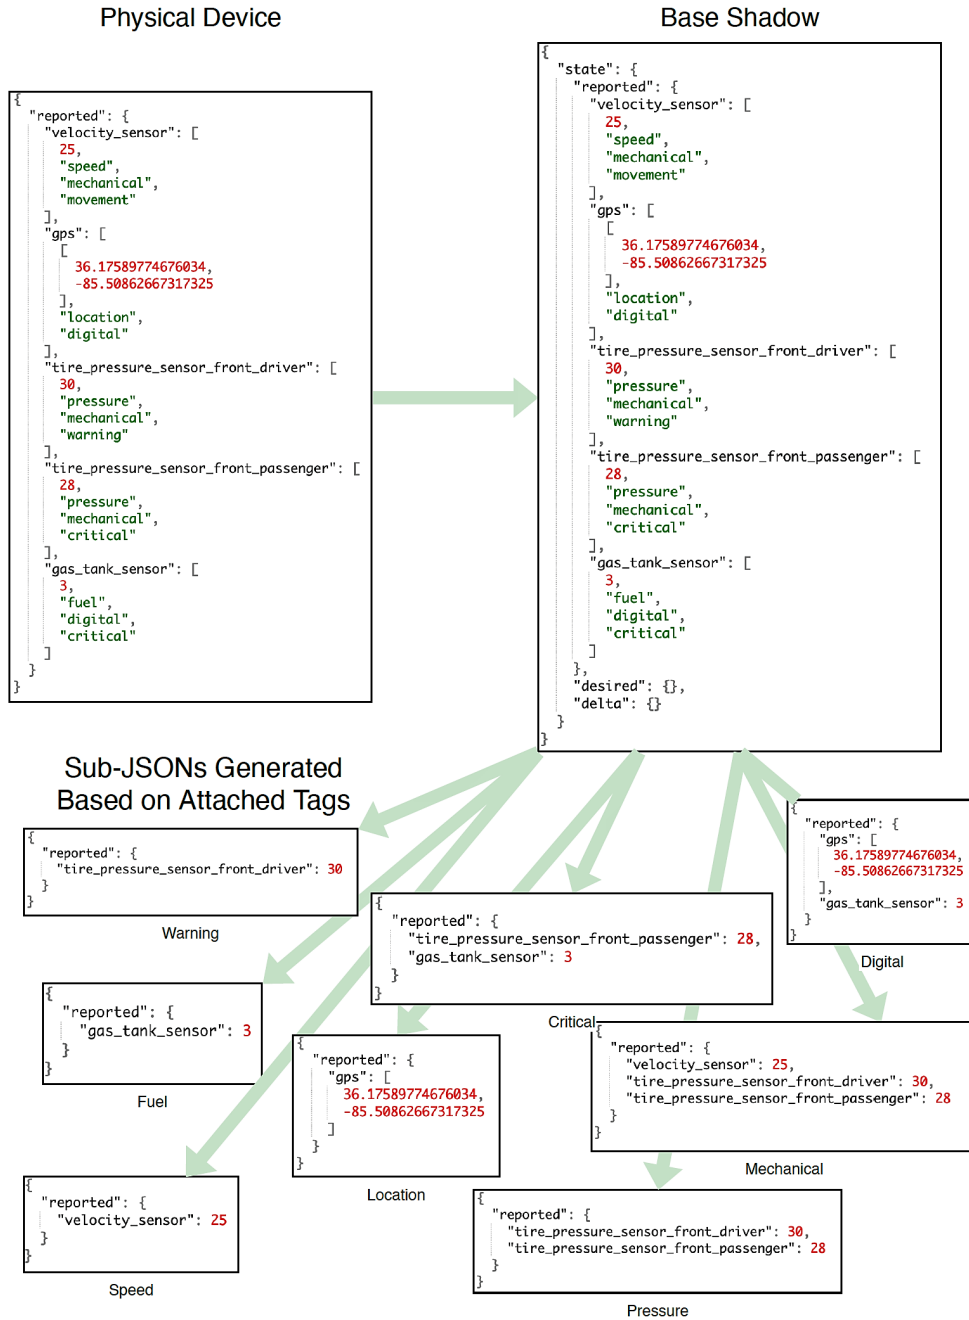 Physical Device
{
"reported": {
"velocity_sensor": [
25,
"speed",
"mechanical",
"movement"
],
"gps": [
[
36.17589774676034,
-85.50862667317325
],
"location",
"digital"
],
"tire_pressure_sensor_front_driver": [
30,
"pressure",
"mechanical",
"warning"
],
"tire_pressure_sensor_front_passenger": [
28,
"pressure",
"mechanical",
"critical"
],
"gas_tank_sensor": [
3,
"fuel",
"digital",
"critical"
]
}
}
Base Shadow
{
"state": {
"reported": {
"velocity_sensor": [
25,
"speed",
"mechanical",
"movement"
],
"gps": [
[
36.17589774676034,
-85.50862667317325
],
"location",
"digital"
],
"tire_pressure_sensor_front_driver": [
30,
"pressure",
"mechanical",
"warning"
],
"tire_pressure_sensor_front_passenger": [
28,
"pressure",
"mechanical",
"critical"
],
"gas_tank_sensor": [
3,
"fuel",
"digital",
"critical"
]
},
"desired": {},
"delta": {}
}
}
Sub-JSONs Generated
Based on Attached Tags
{
"reported": {
"tire_pressure_sensor_front_driver": 30
}
}
Warning
{
"reported": {
"tire_pressure_sensor_front_passenger": 28,
"gas_tank_sensor": 3
}
}
Critical
{
"reported": {
"gps": [
36.17589774676034,
-85.50862667317325
],
"gas_tank_sensor": 3
}
}
Digital
{
"reported": {
"gas_tank_sensor": 3
}
}
Fuel
{
"reported": {
"gps": [
36.17589774676034,
-85.50862667317325
]
}
}
Location
{
"reported": {
"velocity_sensor": 25,
"tire_pressure_sensor_front_driver": 30,
"tire_pressure_sensor_front_passenger": 28
}
}
Mechanical
{
"reported": {
"velocity_sensor": 25
}
}
Speed
{
"reported": {
"tire_pressure_sensor_front_driver": 30,
"tire_pressure_sensor_front_passenger": 28
}
}
Pressure